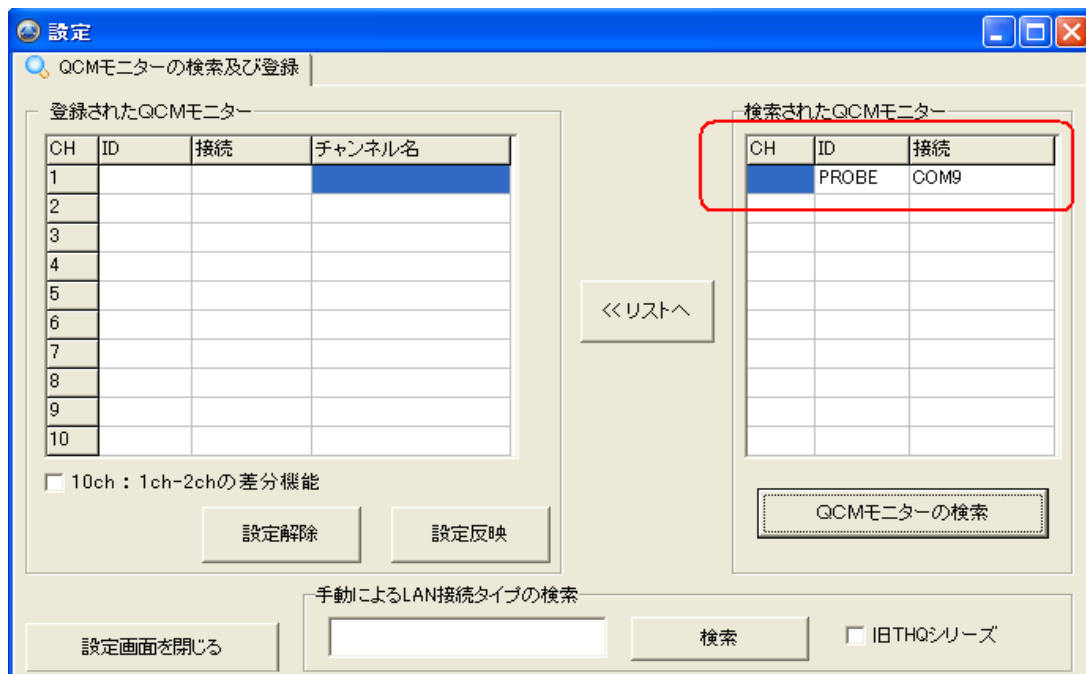 設定
QCMモニターの検索及び登録
登録されたQCMモニター
CH ID 接続 チャンネル名
1
2
3
4
5
6
7
8
9
10
10ch：1ch-2chの差分機能
設定解除 設定反映
<<リストへ
検索されたQCMモニター
CH ID 接続
PROBE COM9
QCMモニターの検索
設定画面を閉じる
手動によるLAN接続タイプの検索
検索
旧THQシリーズ